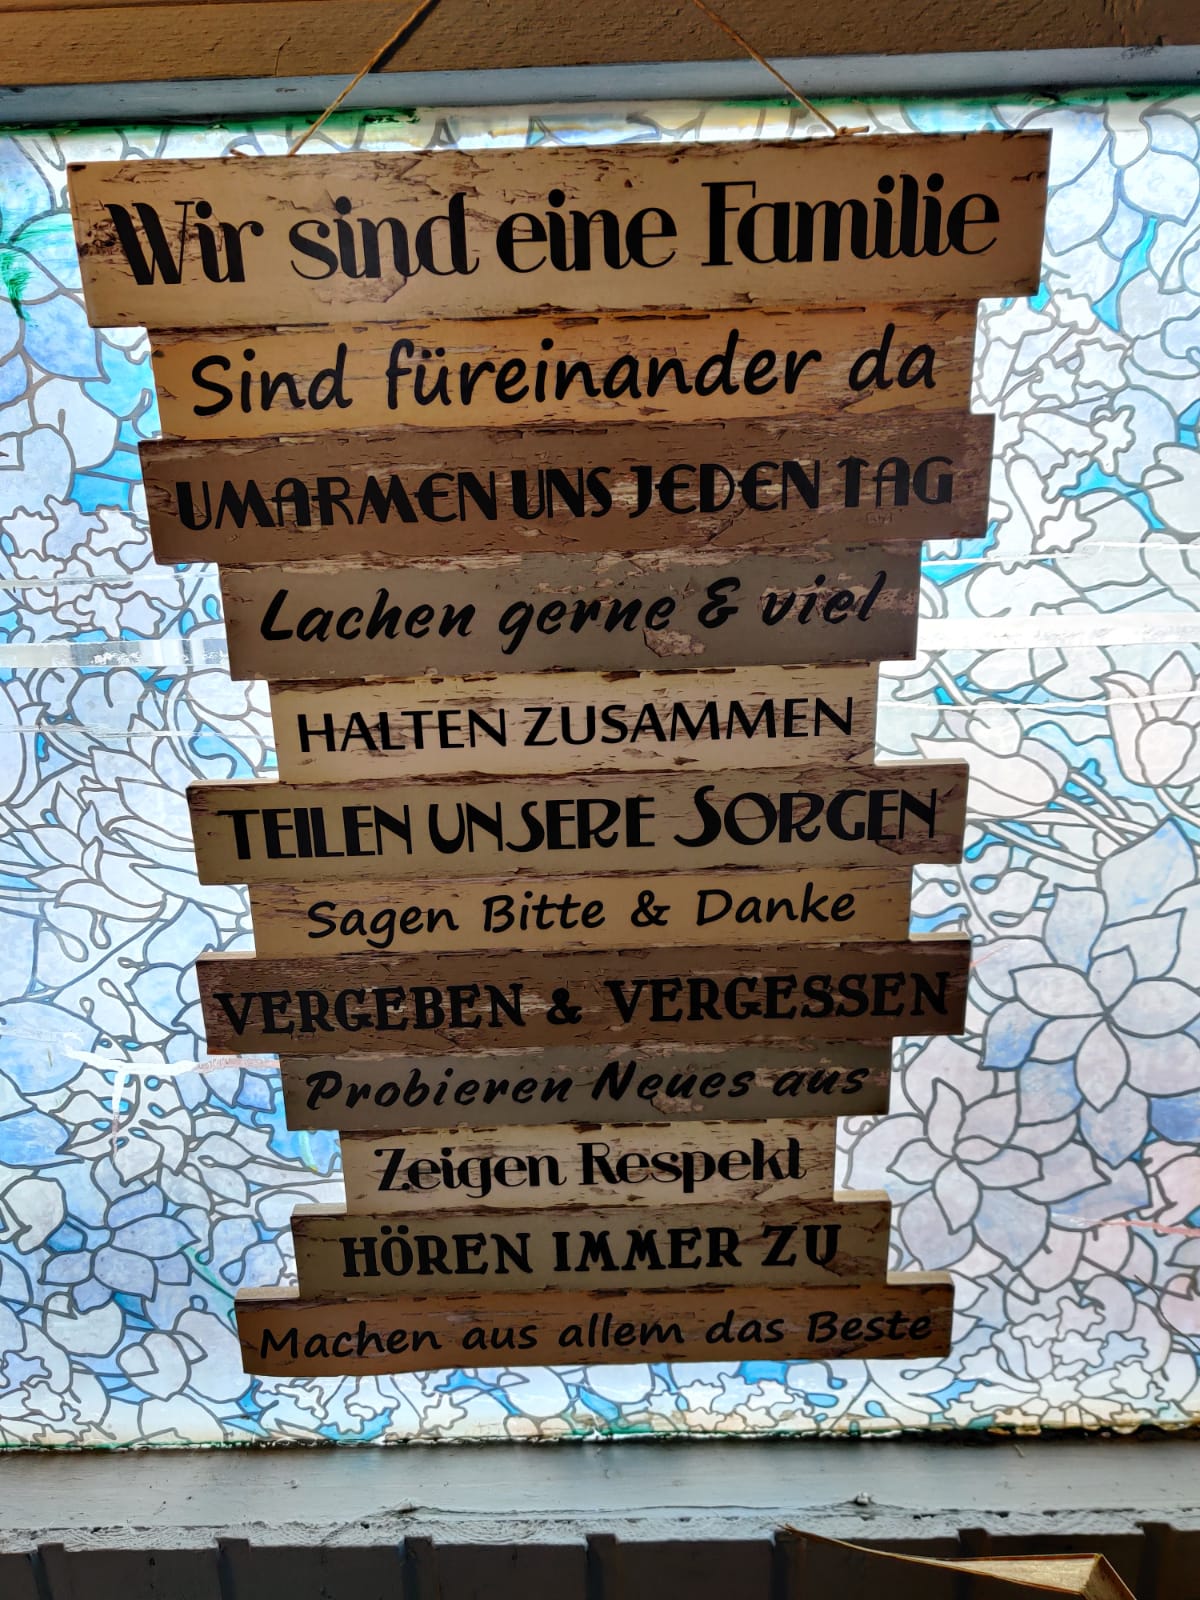 Wir sind eine Familie
Sind füreinander da
UMARMEN UNS JEDEN TAG
Lachen gerne & viel
HALTEN ZUSAMMEN
TEILEN UNSERE SORGEN
Sagen Bitte & Danke
VERGEBEN & VERGESSEN
Probieren Neues aus
Zeigen Respekt
HÖREN IMMER ZU
Machen aus allem das Beste